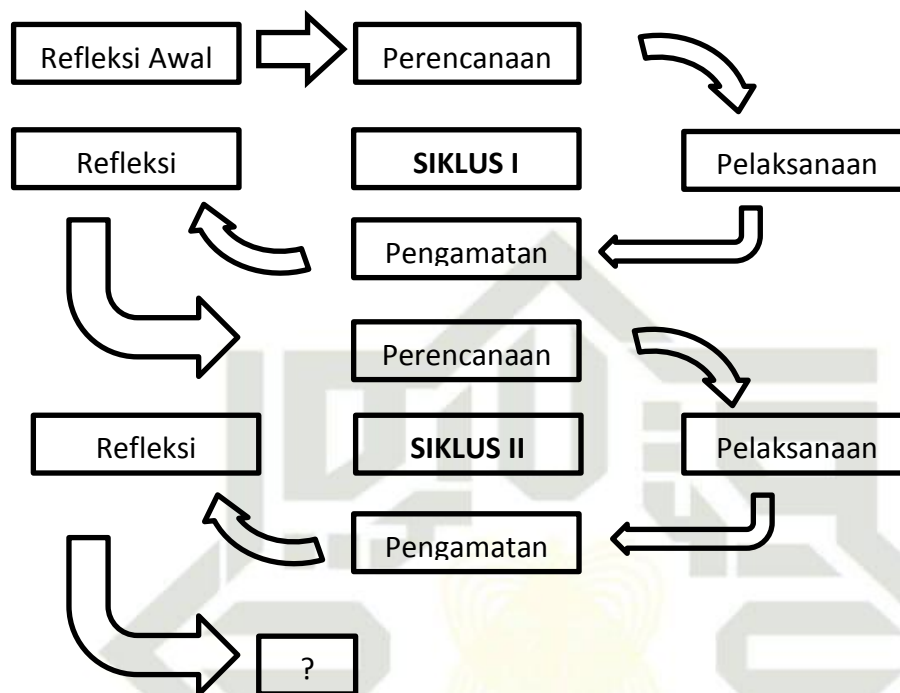 Refleksi Awal
Perencanaan
Refleksi
SIKLUS I
Pelaksanaan
Pengamatan
Perencanaan
Refleksi
SIKLUS II
Pelaksanaan
Pengamatan
?